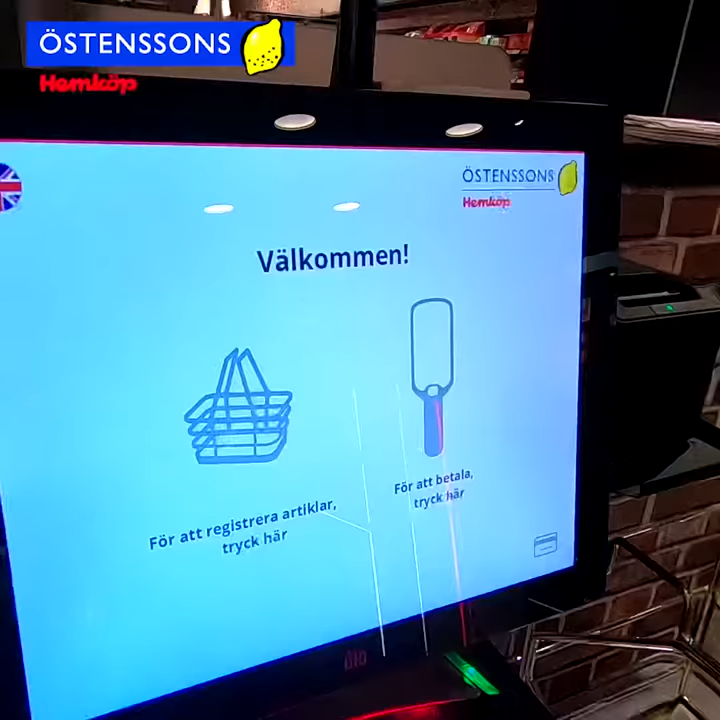 ÖSTENSSONS
Hemköp
ÖSTENSSONS
Hemköp
Välkommen!
För att registrera artiklar,
tryck här
För att betala,
tryck här